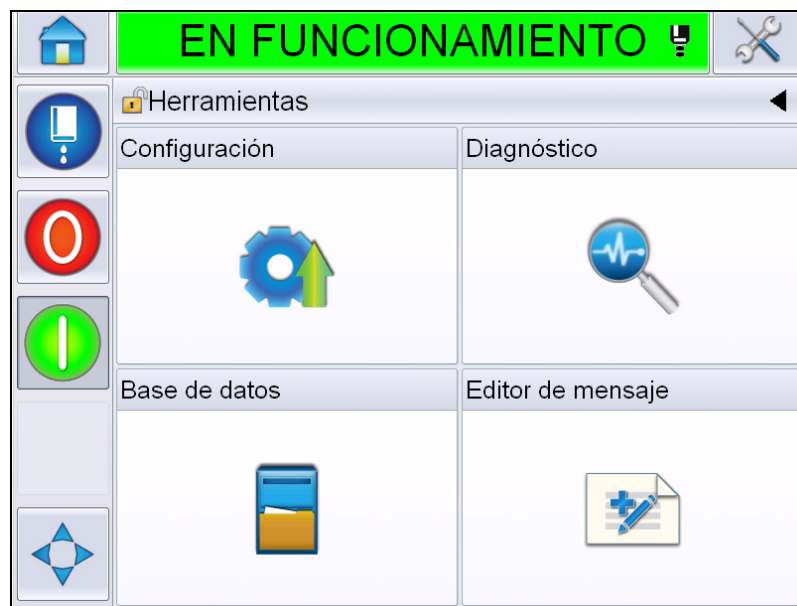 EN FUNCIONAMIENTO
Herramientas
Configuración
Diagnóstico
Base de datos
Editor de mensaje